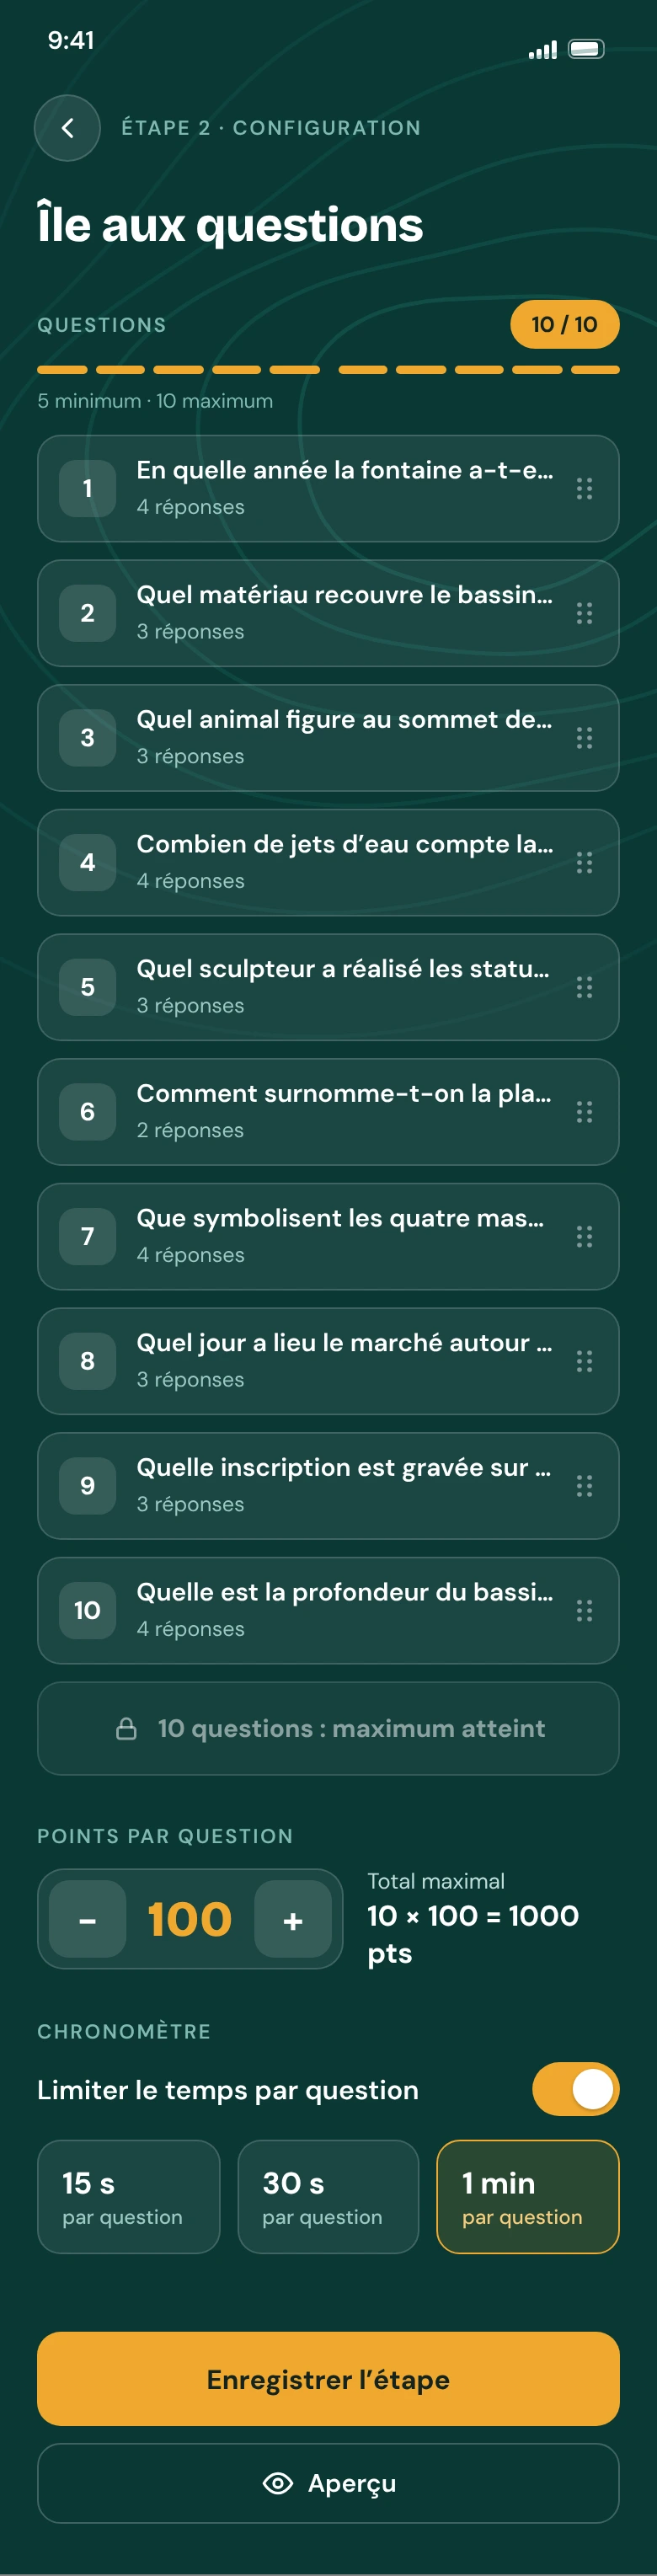 9:41
ÉTAPE 2 · CONFIGURATION
Île aux questions
QUESTIONS
10 / 10
5 minimum · 10 maximum
1
En quelle année la fontaine a-t-e...
4 réponses
2
Quel matériau recouvre le bassin...
3 réponses
3
Quel animal figure au sommet de...
3 réponses
4
Combien de jets d’eau compte la...
4 réponses
5
Quel sculpteur a réalisé les statu...
3 réponses
6
Comment surnomme-t-on la pla...
2 réponses
7
Que symbolisent les quatre mas...
4 réponses
8
Quel jour a lieu le marché autour ...
3 réponses
9
Quelle inscription est gravée sur ...
3 réponses
10
Quelle est la profondeur du bassi...
4 réponses
10 questions : maximum atteint
POINTS PAR QUESTION
− 100 +
Total maximal
10 × 100 = 1000
pts
CHRONOMÈTRE
Limiter le temps par question
15 s
par question
30 s
par question
1 min
par question
Enregistrer l’étape
Aperçu